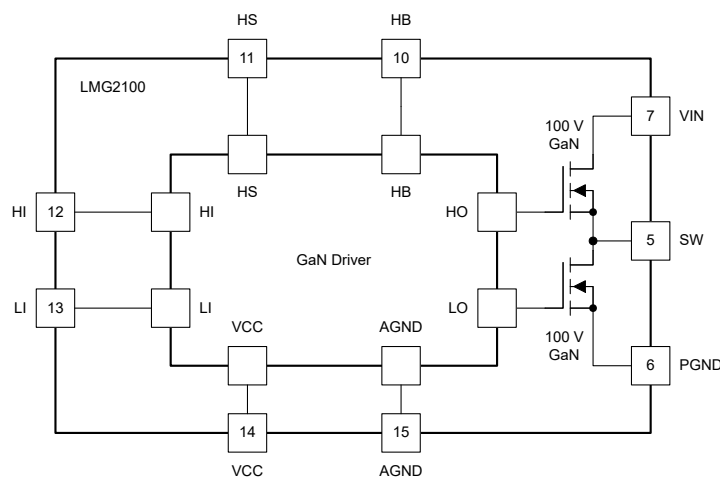 HS
HB
11
10
LMG2100
7
VIN
100 V
GaN
HS
HB
HI
12
HI
HO
5
SW
GaN Driver
LI
13
LI
LO
VCC
AGND
100 V
GaN
6
PGND
14
15
VCC
AGND